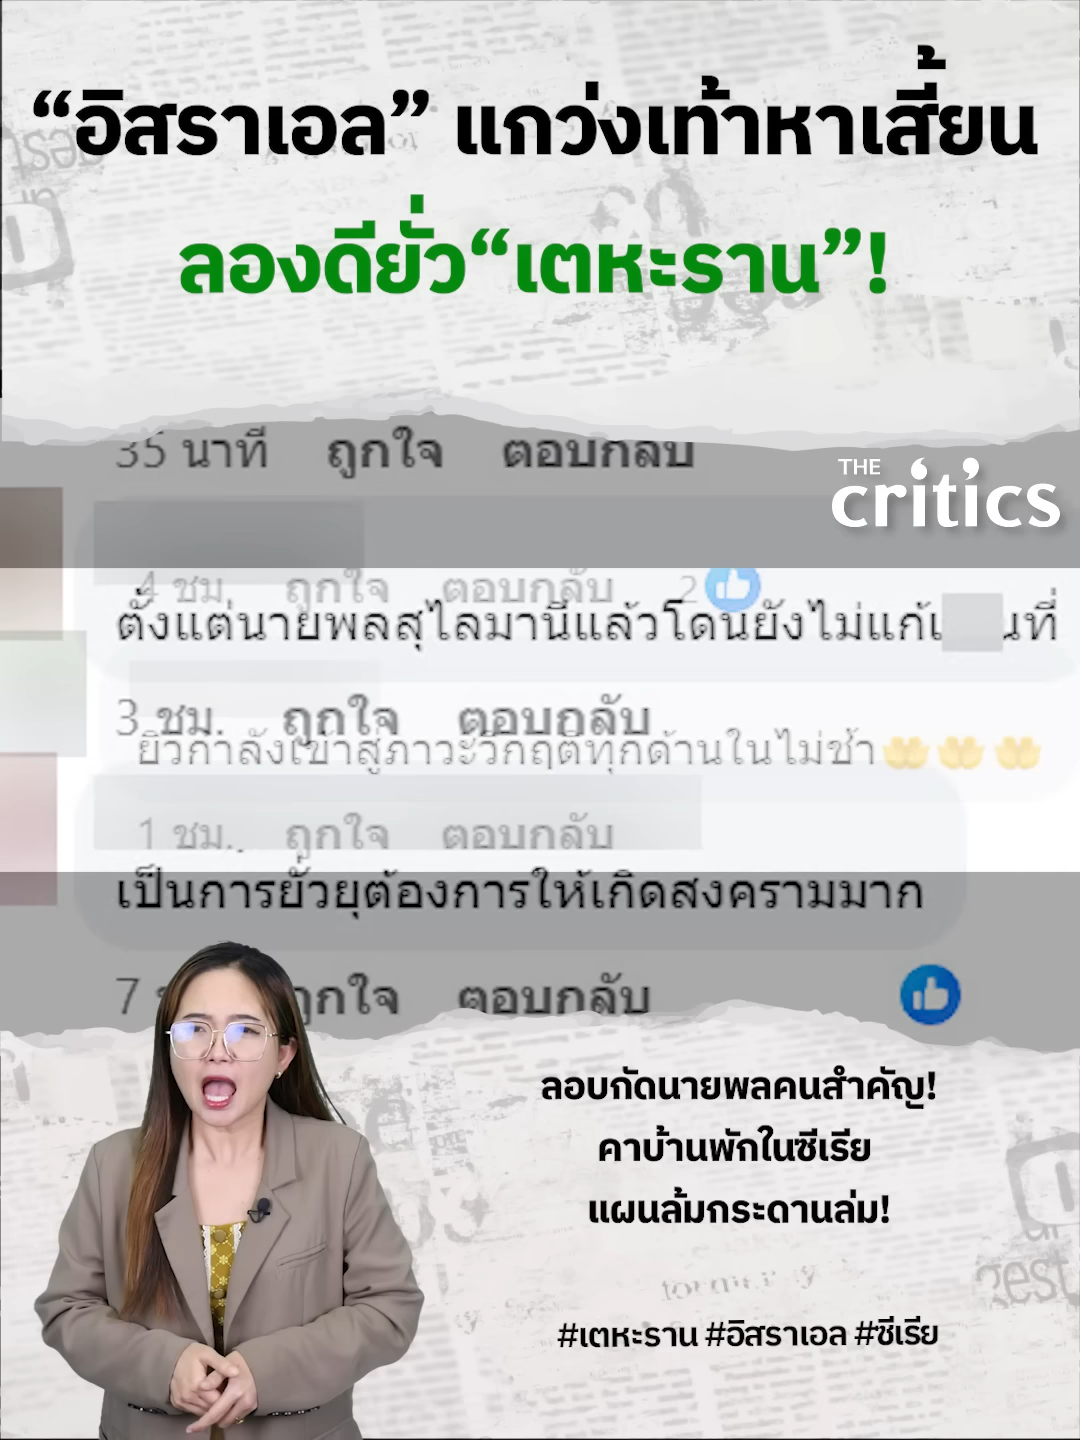 “อิสราเอล” แกว่งเท้าหาเสี้ยน
ลองดียั่ว“เตหะราน”!
35 นาที ถูกใจ ตอบกลับ
THE
critics
4 ชม. ถูกใจ ตอบกลับ 2
ตั้งแต่นายพลสุไลมานีแล้วโดนยังไม่แก้
3 ชม. ถูกใจ ตอบกลับ
ยิวกำลังเข้าสู่ภาวะวิกฤติทุกด้านในไม่ช้า🤲🤲🤲
1 ชม. ถูกใจ ตอบกลับ
เป็นการยั่วยุต้องการให้เกิดสงครามมาก
7 ถูกใจ ตอบกลับ
ลอบกัดนายพลคนสำคัญ!
คาบ้านพักในซีเรีย
แผนล้มกระดานล่ม!
#เตหะราน #อิสราเอล #ซีเรีย